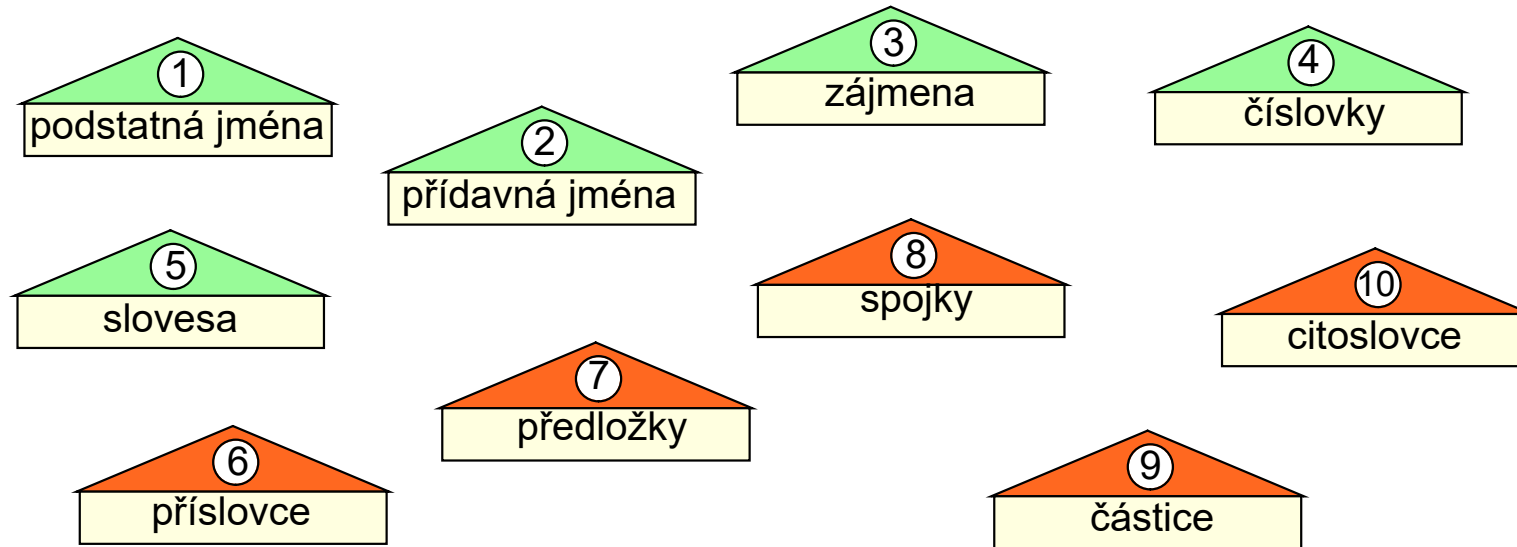 1
podstatná jména
2
přídavná jména
3
zájmena
4
číslovky
5
slovesa
6
příslovce
7
předložky
8
spojky
9
částice
10
citoslovce